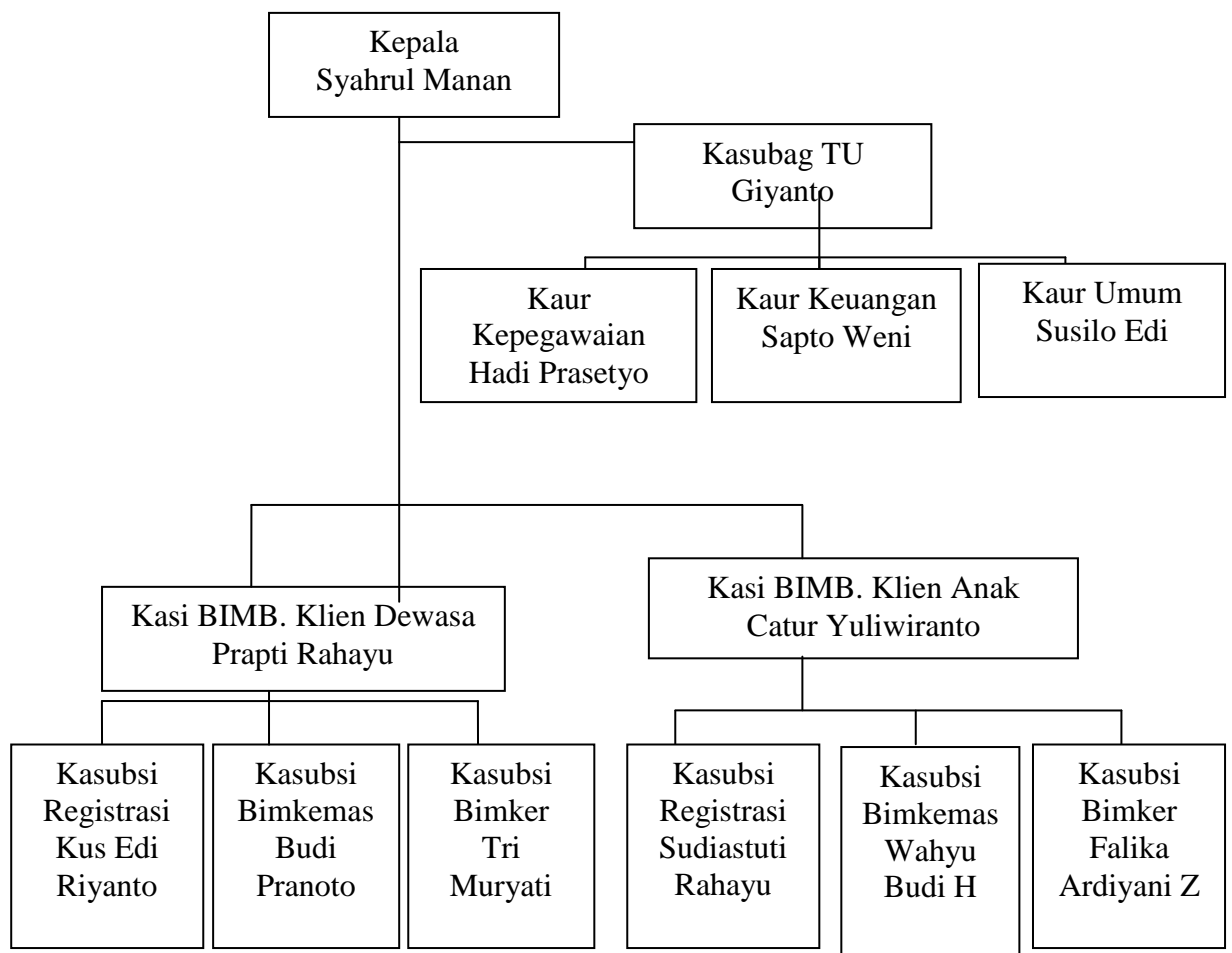 Kepala
Syahrul Manan
Kasubag TU
Giyanto
Kaur
Kepegawaian
Hadi Prasetyo
Kaur Keuangan
Sapto Weni
Kaur Umum
Susilo Edi
Kasi BIMB. Klien Dewasa
Prapti Rahayu
Kasi BIMB. Klien Anak
Catur Yuliwiranto
Kasubsi
Registrasi
Kus Edi
Riyanto
Kasubsi
Bimkemas
Budi
Pranoto
Kasubsi
Bimker
Tri
Muryati
Kasubsi
Registrasi
Sudiastuti
Rahayu
Kasubsi
Bimkemas
Wahyu
Budi H
Kasubsi
Bimker
Falika
Ardiyani Z